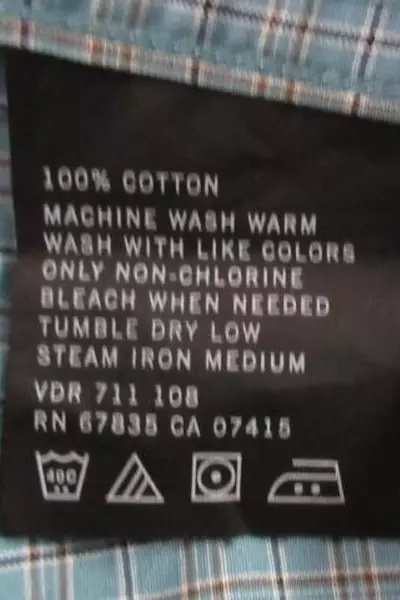 100% COTTON
MACHINE WASH WARM
WASH WITH LIKE COLORS
ONLY NON-CHLORINE
BLEACH WHEN NEEDED
TUMBLE DRY LOW
STEAM IRON MEDIUM
VDR 711 108
RN 67835 CA 07415
40C